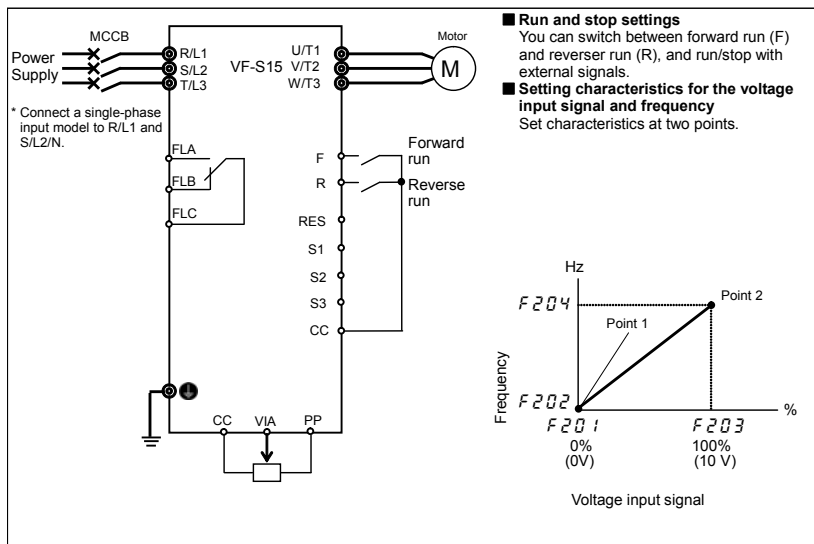 Power
Supply
MCCB
R/L1
S/L2
T/L3
VF-S15
U/T1
V/T2
W/T3
Motor
M
* Connect a single-phase
input model to R/L1 and
S/L2/N.
FLA
FLB
FLC
F
R
RES
S1
S2
S3
CC
Forward
run
Reverse
run
CC VIA PP
■ Run and stop settings
You can switch between forward run (F)
and reverser run (R), and run/stop with
external signals.
■ Setting characteristics for the voltage
input signal and frequency
Set characteristics at two points.
Hz
F204
Point 2
Point 1
Frequency
F202
%
F201 F203
0% 100%
(0V) (10 V)
Voltage input signal